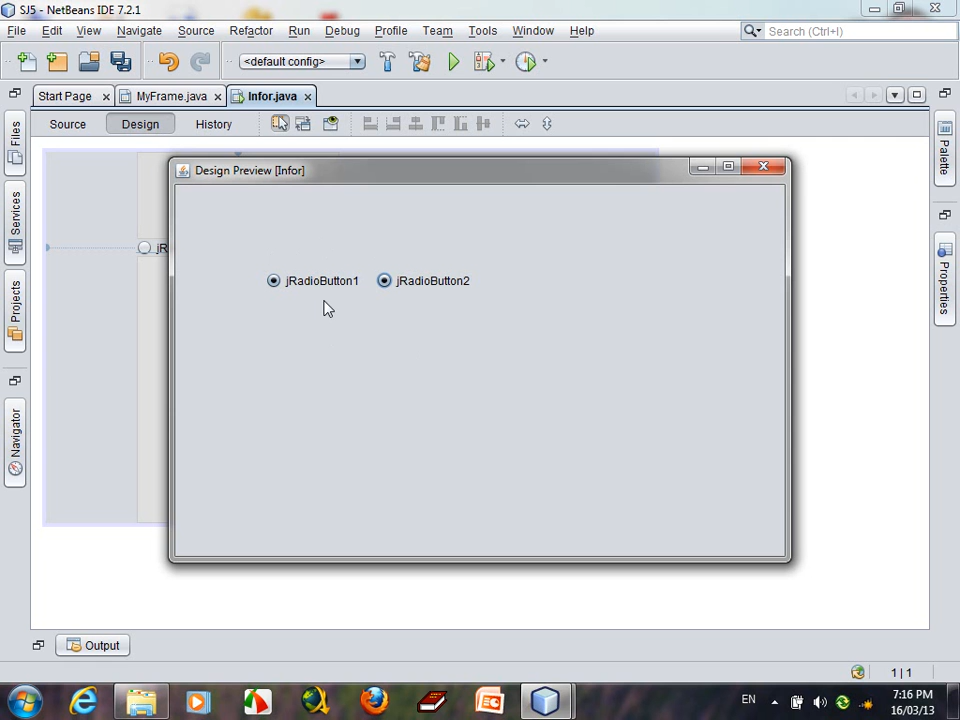 SJ5 - NetBeans IDE 7.2.1
File Edit View Navigate Source Refactor Run Debug Profile Team Tools Window Help
Search (Ctrl+I)
<default config>
Start Page
MyFrame.java
Infor.java
Source Design History
Files
Services
Projects
Navigator
Palette
Properties
jR
Design Preview [Infor]
jRadioButton1
jRadioButton2
Output
1|1
EN
7:16 PM
16/03/13